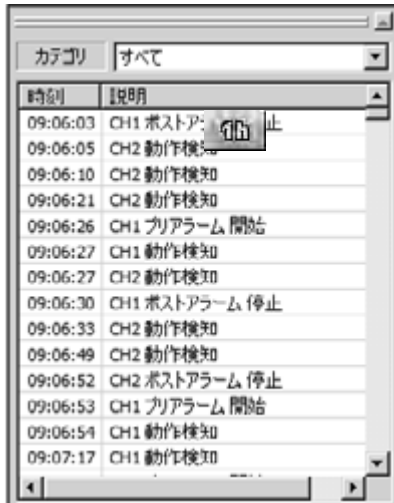 カテゴリ すべて
時刻 説明
09:06:03 CH1 ポストア 止
09:06:05 CH2 動作検知
09:06:10 CH2 動作検知
09:06:21 CH2 動作検知
09:06:26 CH1 プリアラーム 開始
09:06:27 CH1 動作検知
09:06:27 CH2 動作検知
09:06:30 CH1 ポストアラーム 停止
09:06:33 CH2 動作検知
09:06:49 CH2 動作検知
09:06:52 CH2 ポストアラーム 停止
09:06:53 CH1 プリアラーム 開始
09:06:54 CH1 動作検知
09:07:17 CH1 動作検知